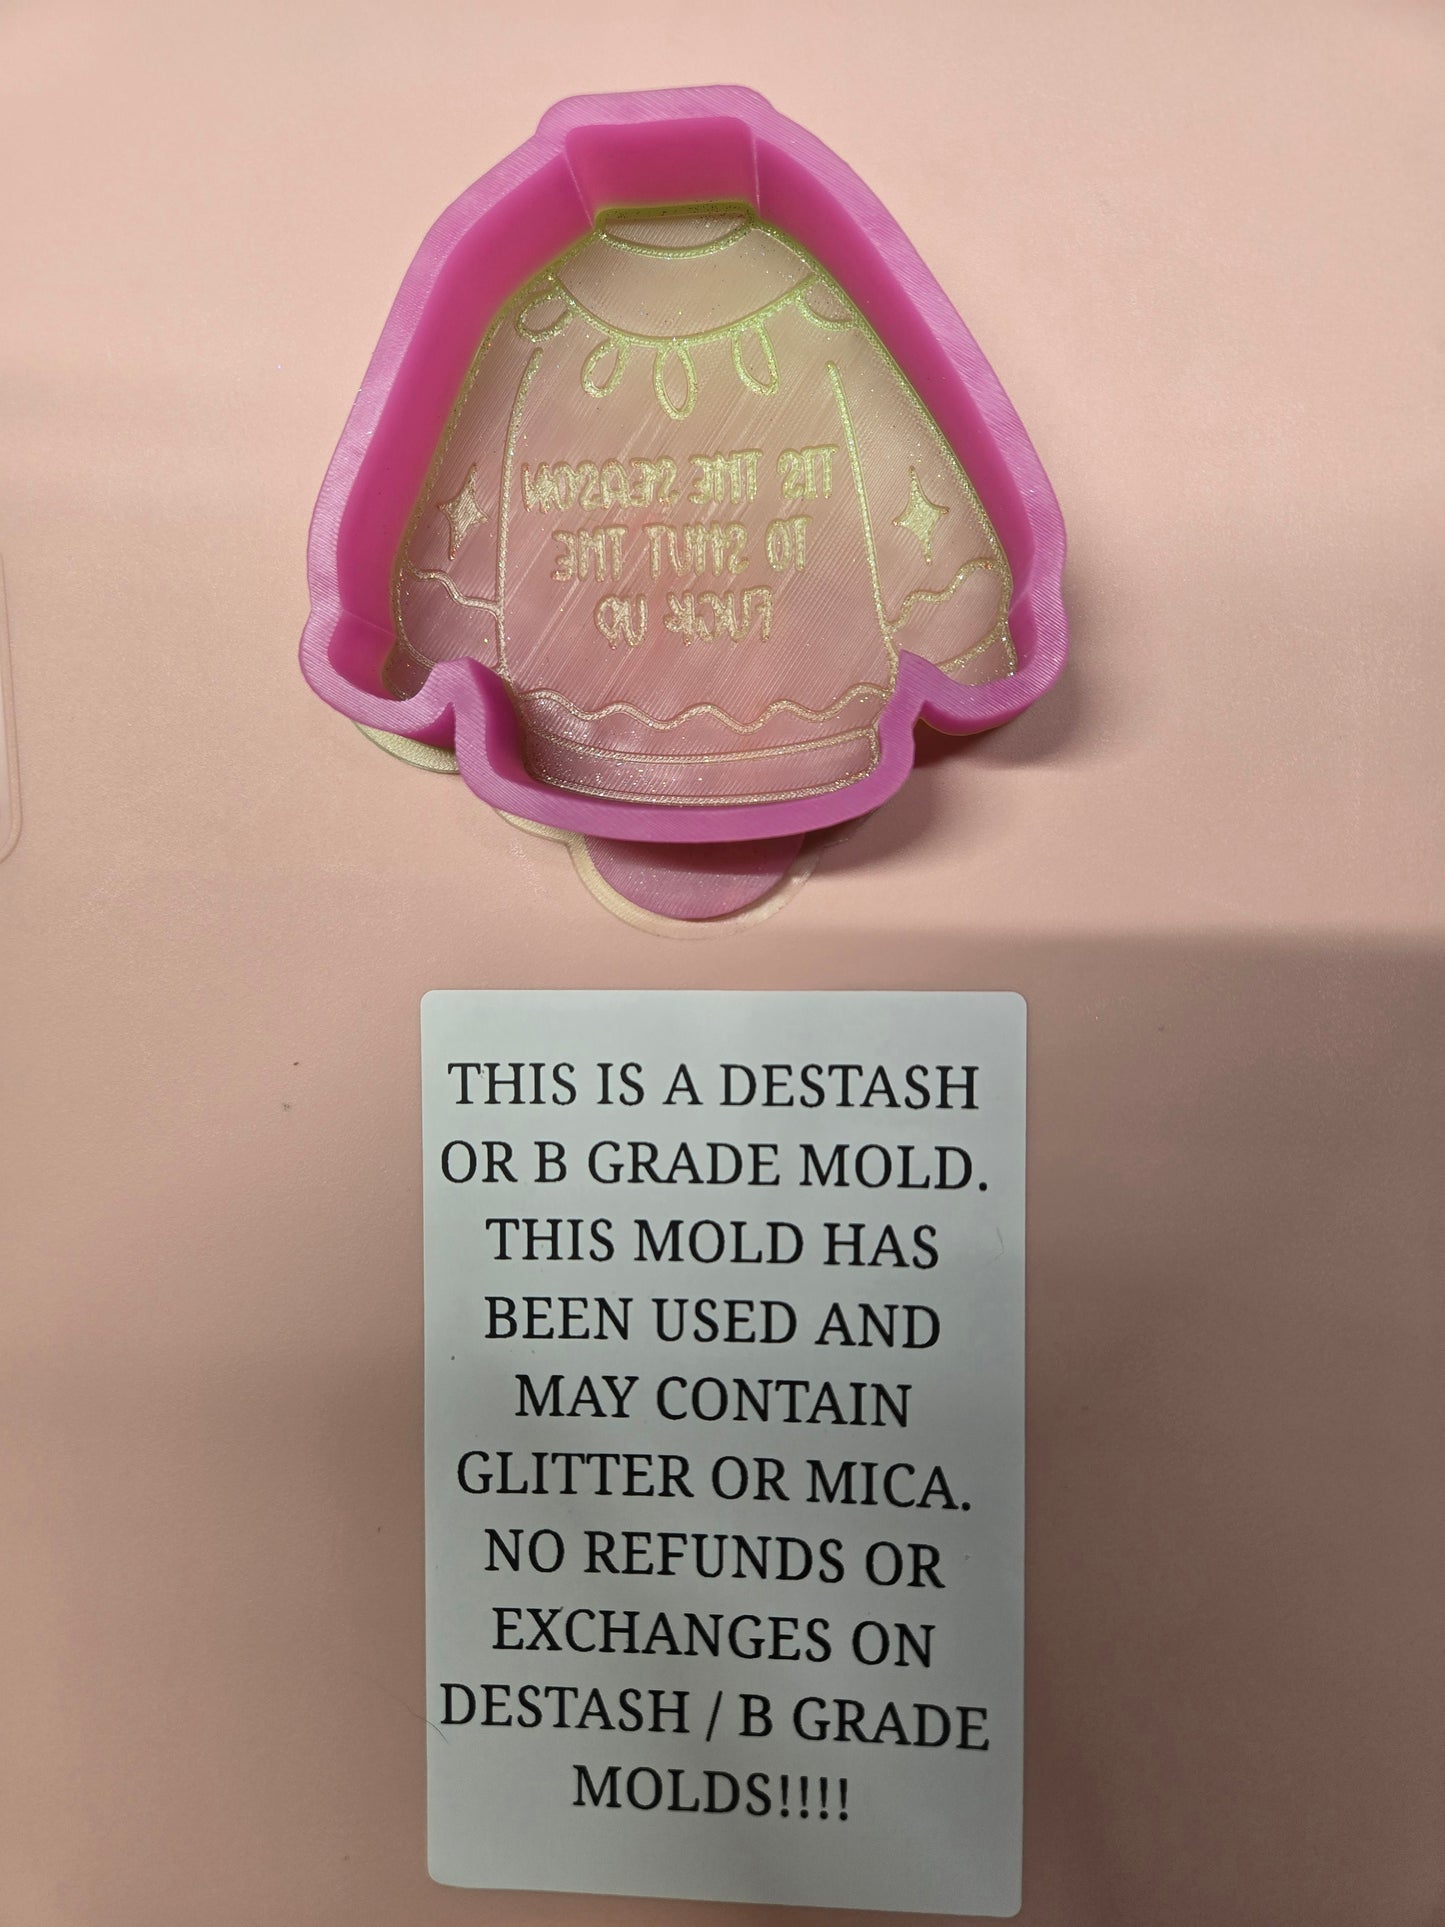 TIS THE SEASON
TO SHUT THE
FUCK UP
THIS IS A DESTASH
OR B GRADE MOLD.
THIS MOLD HAS
BEEN USED AND
MAY CONTAIN
GLITTER OR MICA.
NO REFUNDS OR
EXCHANGES ON
DESTASH / B GRADE
MOLDS!!!!